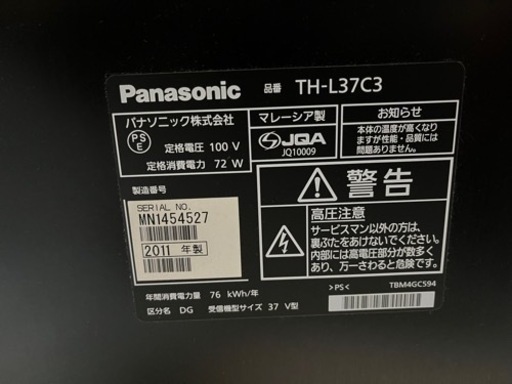 Panasonic 品番 TH-L37C3
パナソニック株式会社
PS
E
定格電圧 100 V
定格消費電力 72 W
マレーシア製
JQA
JQ10009
お知らせ
本体の温度が高くなり
ますが性能・品質には
問題ありません。
製造番号
SERIAL NO.
MN1454527
2011 年製
警告
高圧注意
サービスマン以外の方は、
裏ぶたをあけないでください。
内部には高電圧部分が数多く
あり、万一さわると危険です。
年間消費電力量 76 kWh/年
区分名 DG 受信機型サイズ 37 V型
>PS<
TBM4GC594